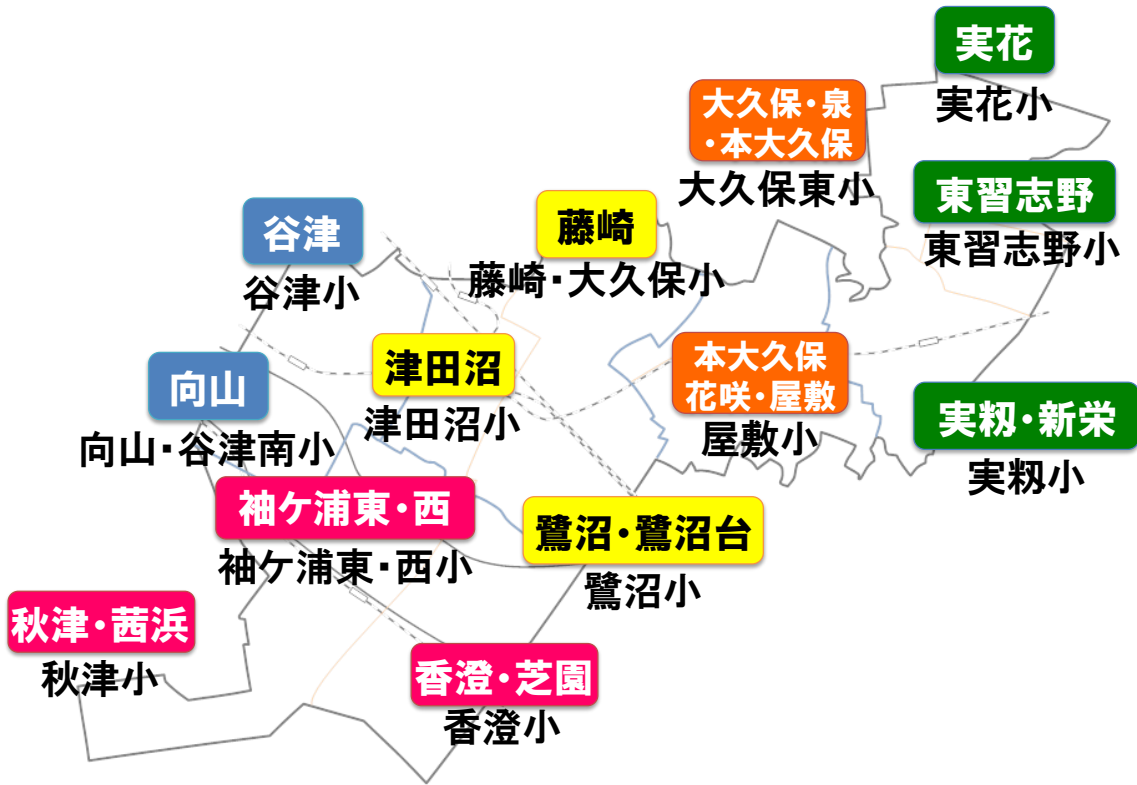 実花
実花小
大久保・泉
・本大久保
大久保東小
東習志野
東習志野小
谷津
谷津小
藤崎
藤崎・大久保小
津田沼
津田沼小
本大久保
花咲・屋敷
屋敷小
向山
向山・谷津南小
実籾・新栄
実籾小
袖ケ浦東・西
袖ケ浦東・西小
鷺沼・鷺沼台
鷺沼小
秋津・茜浜
秋津小
香澄・芝園
香澄小